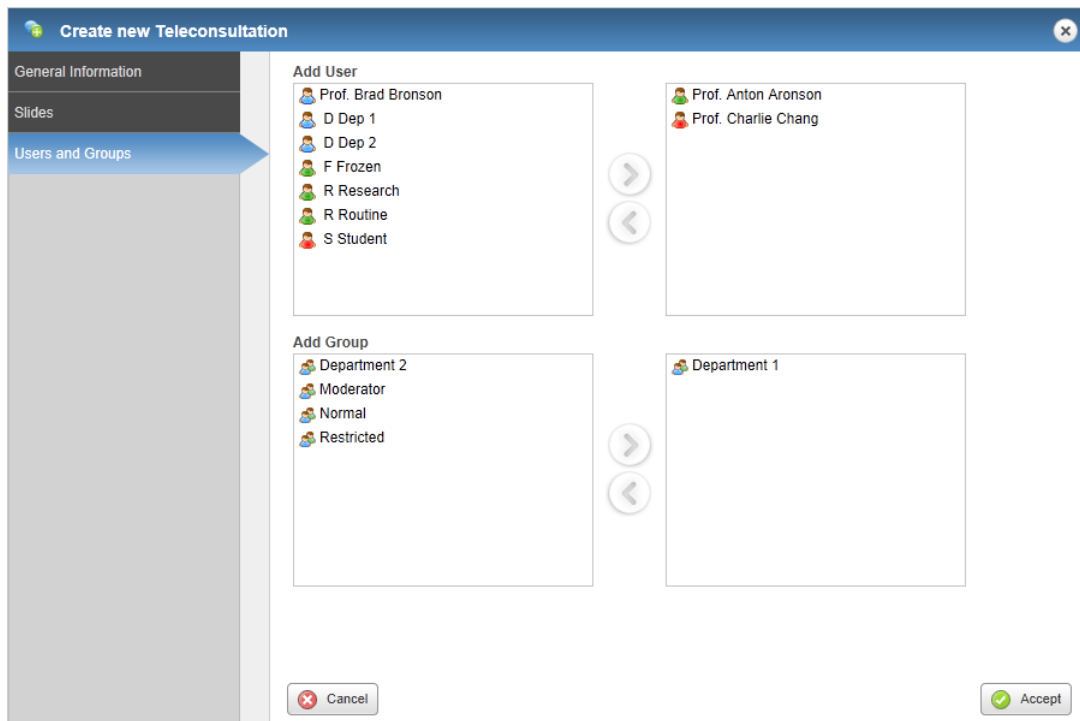 Create new Teleconsultation
General Information
Slides
Users and Groups
Add User
Prof. Brad Bronson
D Dep 1
D Dep 2
F Frozen
R Research
R Routine
S Student
Prof. Anton Aronson
Prof. Charlie Chang
Add Group
Department 2
Moderator
Normal
Restricted
Department 1
Cancel
Accept